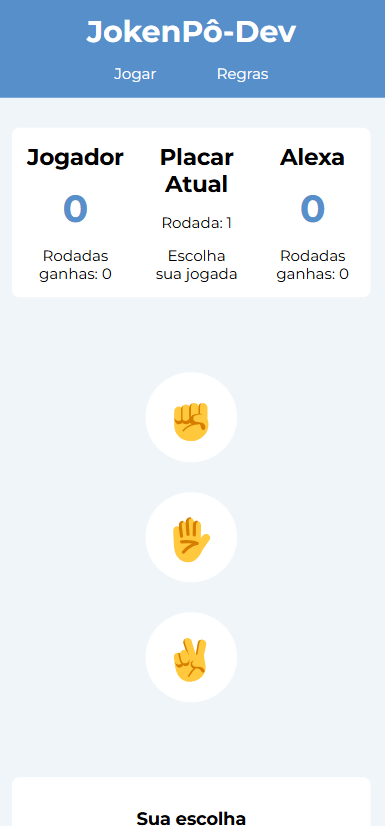 JokenPô-Dev
Jogar
Regras
Jogador
0
Rodadas
ganhas: 0
Placar
Atual
Rodada: 1
Escolha
sua jogada
Alexa
0
Rodadas
ganhas: 0
Sua escolha